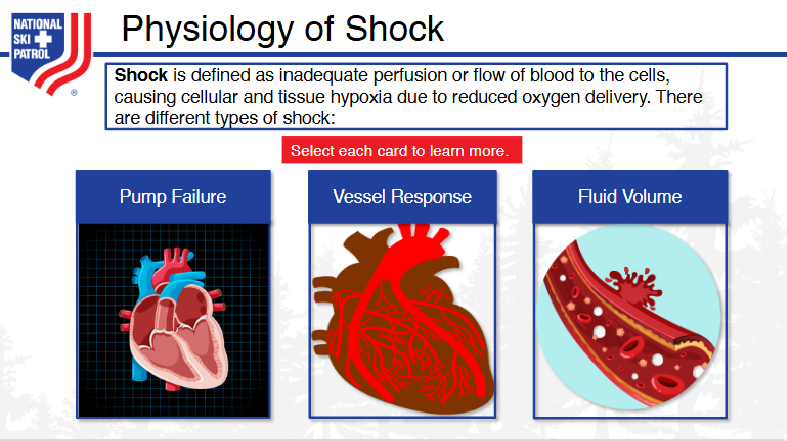 NATIONAL
SKI
PATROL
®
Physiology of Shock
Shock is defined as inadequate perfusion or flow of blood to the cells,
causing cellular and tissue hypoxia due to reduced oxygen delivery. There
are different types of shock:
Select each card to learn more.
Pump Failure
Vessel Response
Fluid Volume